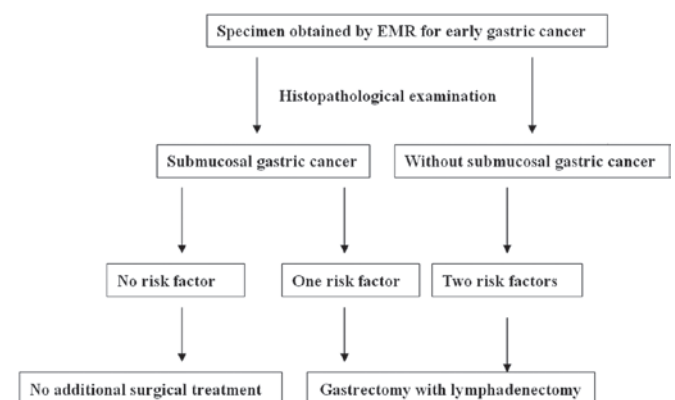 Specimen obtained by EMR for early gastric cancer
Histopathological examination
Submucosal gastric cancer
Without submucosal gastric cancer
No risk factor
One risk factor
Two risk factors
No additional surgical treatment
Gastrectomy with lymphadenectomy